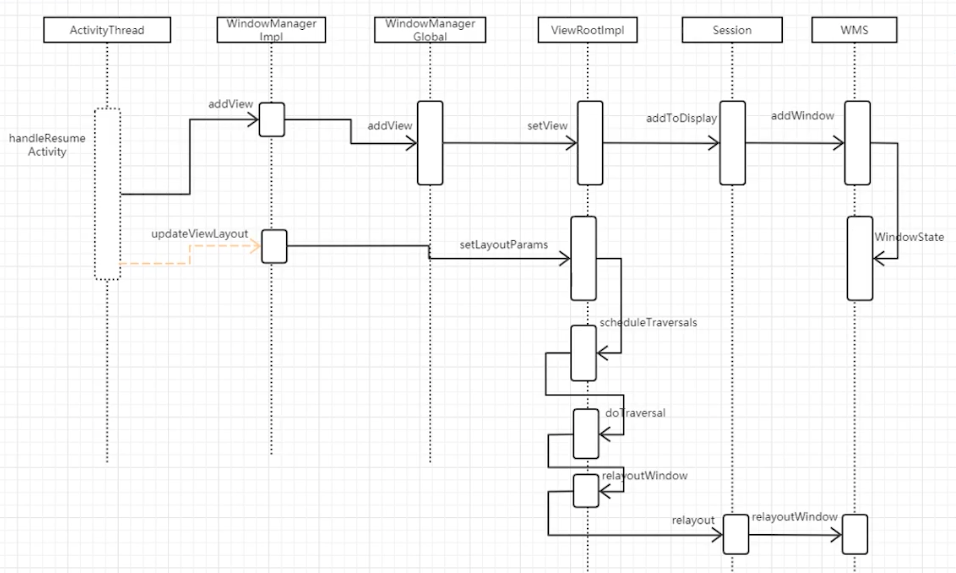 ActivityThread
WindowManager
Impl
WindowManager
Global
ViewRootImpl
Session
WMS
handleResume
Activity
addView
addView
setView
addToDisplay
addWindow
updateViewLayout
setLayoutParams
WindowState
scheduleTraversals
doTraversal
relayoutWindow
relayout
relayoutWindow